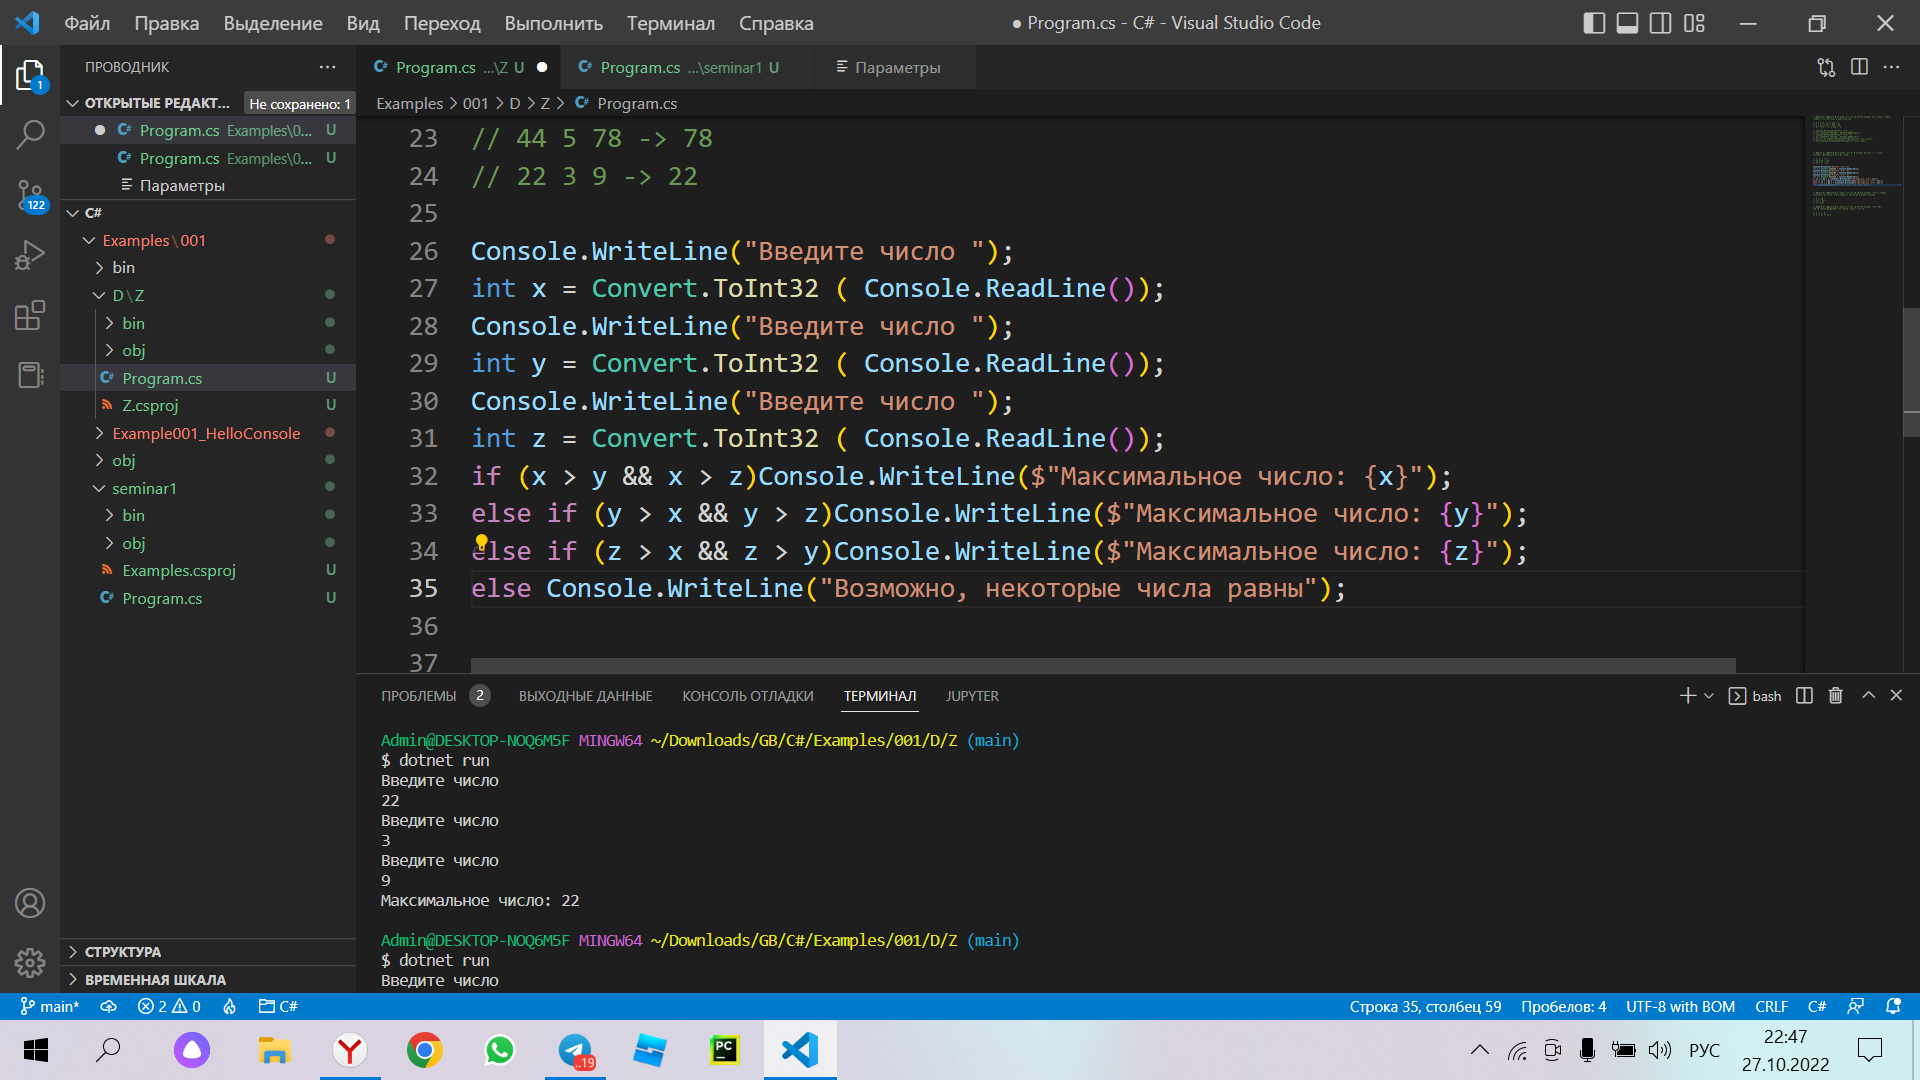 Файл Правка Выделение Вид Переход Выполнить Терминал Справка
● Program.cs - C# - Visual Studio Code
ПРОВОДНИК
ОТКРЫТЫЕ РЕДАКТ... Не сохранено: 1
Program.cs Examples\0... U
Program.cs Examples\0... U
Параметры
C#
Examples\001
bin
D\Z
bin
obj
Program.cs U
Z.csproj U
Example001_HelloConsole
obj
seminar1
bin
obj
Examples.csproj U
Program.cs U
СТРУКТУРА
ВРЕМЕННАЯ ШКАЛА
1
122
Program.cs ...\Z U
Program.cs ...\seminar1 U
Параметры
Examples > 001 > D > Z > Program.cs
23 // 44 5 78 -> 78
24 // 22 3 9 -> 22
25
26 Console.WriteLine("Введите число ");
27 int x = Convert.ToInt32 ( Console.ReadLine());
28 Console.WriteLine("Введите число ");
29 int y = Convert.ToInt32 ( Console.ReadLine());
30 Console.WriteLine("Введите число ");
31 int z = Convert.ToInt32 ( Console.ReadLine());
32 if (x > y && x > z)Console.WriteLine($"Максимальное число: {x}");
33 else if (y > x && y > z)Console.WriteLine($"Максимальное число: {y}");
34 else if (z > x && z > y)Console.WriteLine($"Максимальное число: {z}");
35 else Console.WriteLine("Возможно, некоторые числа равны");
36
37
ПРОБЛЕМЫ 2 ВЫХОДНЫЕ ДАННЫЕ КОНСОЛЬ ОТЛАДКИ ТЕРМИНАЛ JUPYTER
bash
Admin@DESKTOP-NOQ6M5F MINGW64 ~/Downloads/GB/C#/Examples/001/D/Z (main)
$ dotnet run
Введите число
22
Введите число
3
Введите число
9
Максимальное число: 22
Admin@DESKTOP-NOQ6M5F MINGW64 ~/Downloads/GB/C#/Examples/001/D/Z (main)
$ dotnet run
Введите число
main* 2 0 C#
Строка 35, столбец 59 Пробелов: 4 UTF-8 with BOM CRLF C#
PC
..19
РУС
22:47
27.10.2022